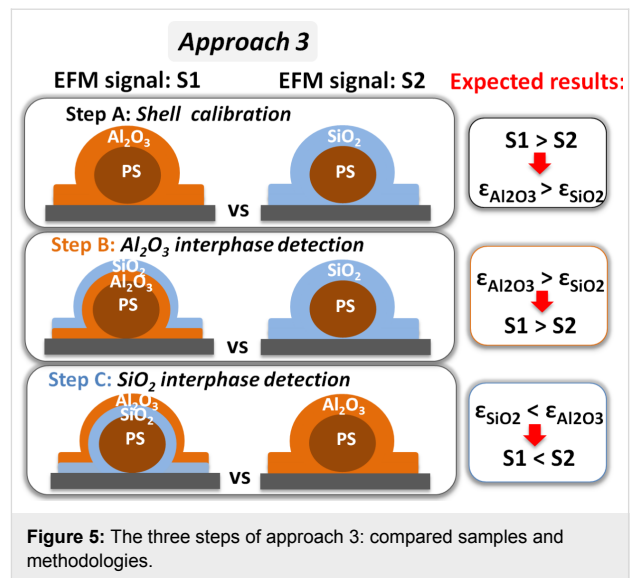 Approach 3
EFM signal: S1 EFM signal: S2 Expected results:
Step A: Shell calibration
Al₂O₃
PS
vs
SiO₂
PS
S1 > S2
εAl2O3 > εSiO2
Step B: Al₂O₃ interphase detection
SiO₂
Al₂O₃
PS
vs
SiO₂
PS
εAl2O3 > εSiO2
S1 > S2
Step C: SiO₂ interphase detection
Al₂O₃
SiO₂
PS
vs
Al₂O₃
PS
εSiO2 < εAl2O3
S1 < S2
Figure 5: The three steps of approach 3: compared samples and
methodologies.